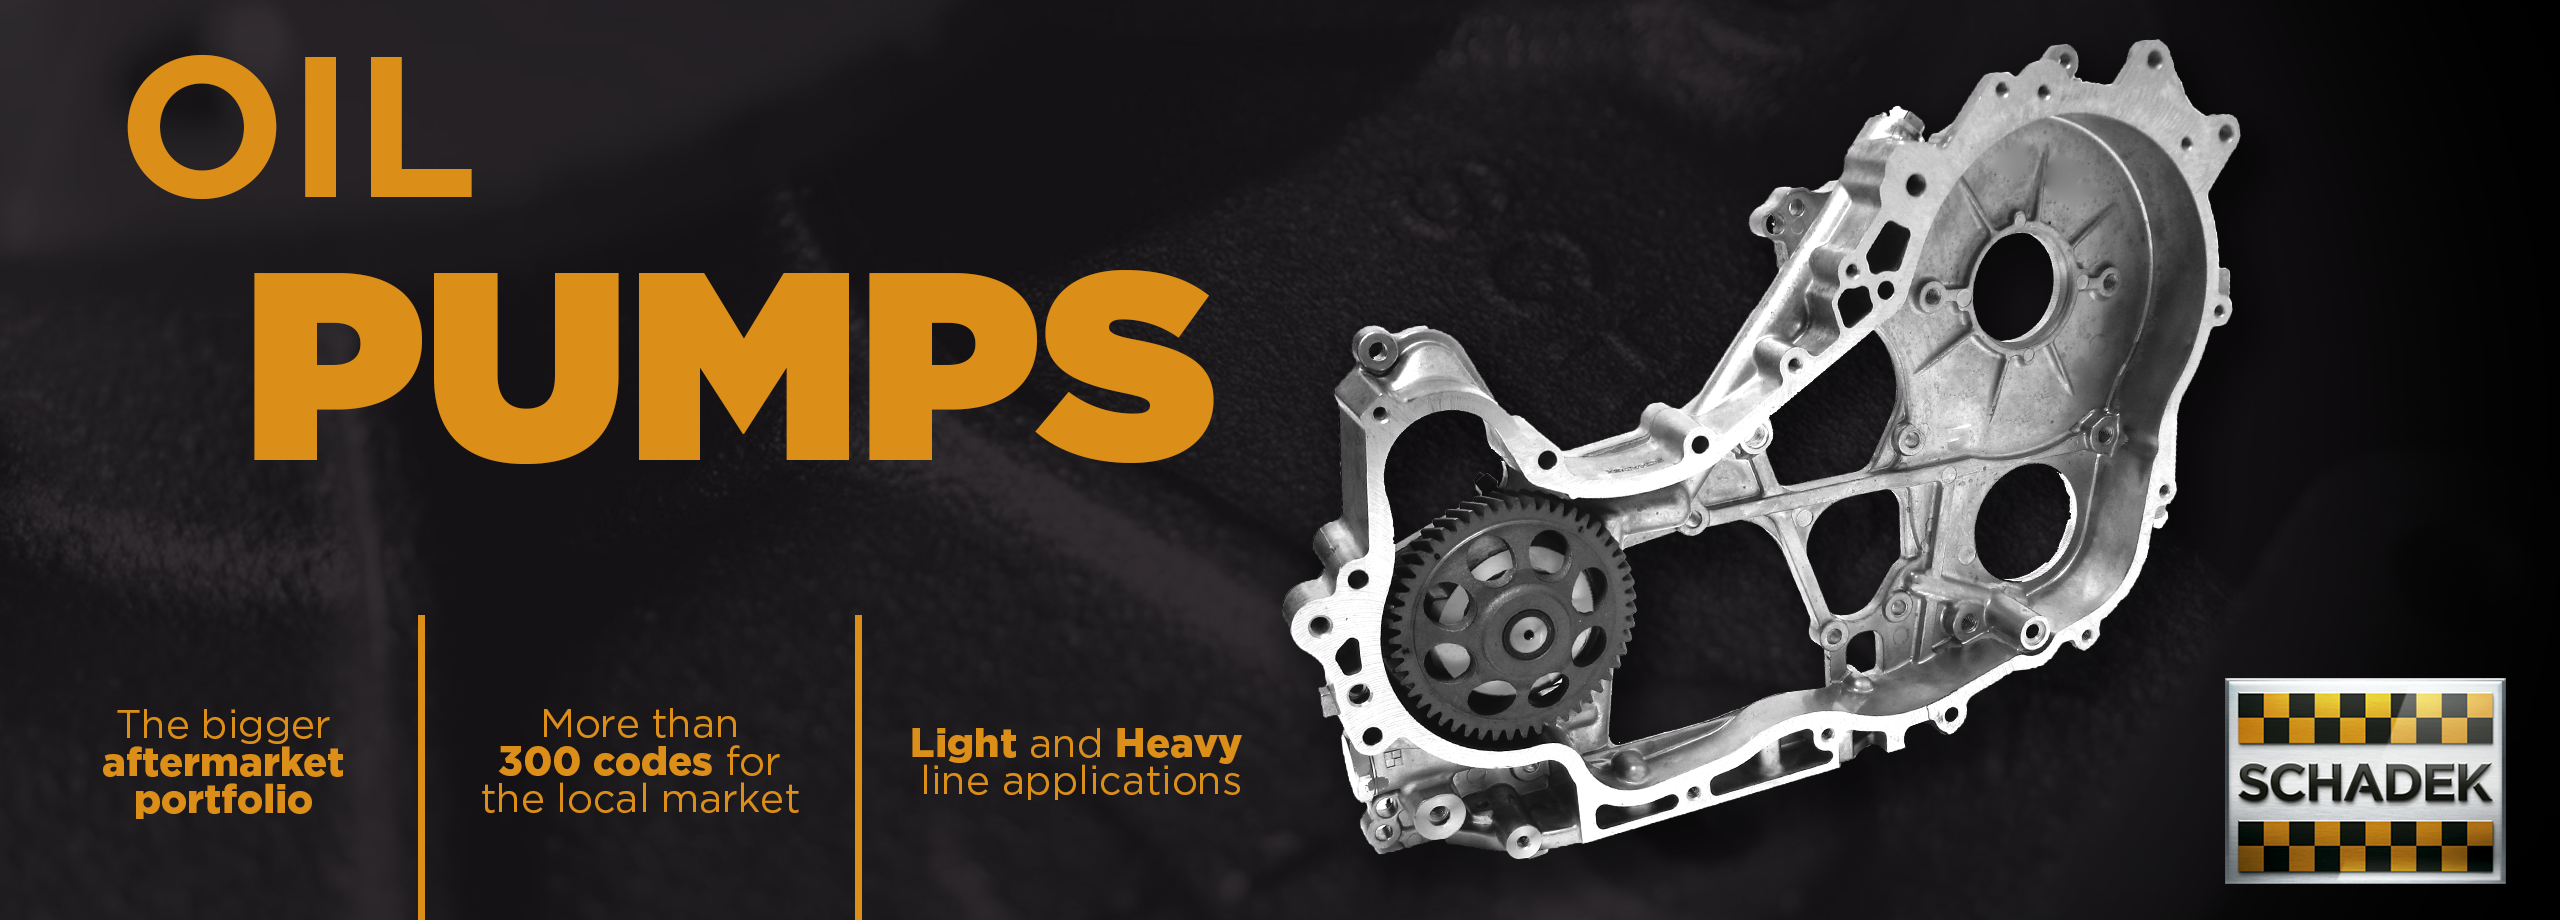 OIL
PUMPS
The bigger
aftermarket
portfolio
More than
300 codes for
the local market
Light and Heavy
line applications
SCHADEK